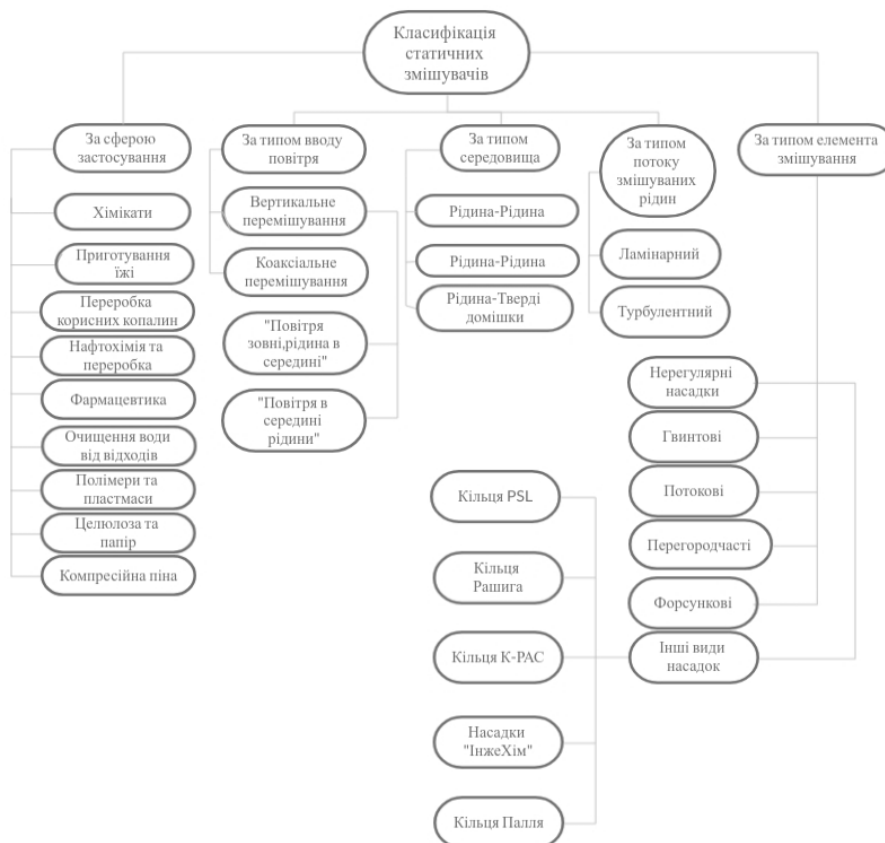 Класифікація
статичних
змішувачів
За сферою
застосування
Хімікати
Приготування
їжі
Переробка
корисних копалин
Нафтохімія та
переробка
Фармацевтика
Очищення води
від відходів
Полімери та
пластмаси
Целюлоза та
папір
Компресійна піна
За типом вводу
повітря
Вертикальне
перемішування
Коаксіальне
перемішування
"Повітря
зовні,рідина в
середині"
"Повітря в
середині
рідини"
За типом
середовища
Рідина-Рідина
Рідина-Рідина
Рідина-Тверді
домішки
За типом
потоку
змішуваних
рідин
Ламінарний
Турбулентний
За типом елемента
змішування
Нерегулярні
насадки
Гвинтові
Потокові
Перегородчасті
Форсункові
Інші види
насадок
Кільця PSL
Кільця
Рашига
Кільця К-РАС
Насадки
"ІнжеХім"
Кільця Палля